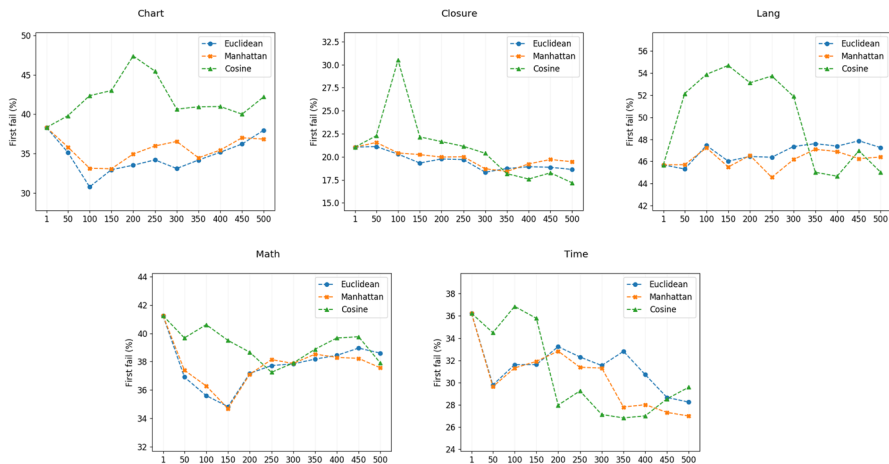 Chart
50
45
40
35
30
First fail (%)
Euclidean
Manhattan
Cosine
1 50 100 150 200 250 300 350 400 450 500
Closure
32.5
30.0
27.5
25.0
22.5
20.0
17.5
15.0
First fail (%)
Euclidean
Manhattan
Cosine
1 50 100 150 200 250 300 350 400 450 500
Lang
56
54
52
50
48
46
44
42
First fail (%)
Euclidean
Manhattan
Cosine
1 50 100 150 200 250 300 350 400 450 500
Math
44
42
40
38
36
34
32
First fail (%)
Euclidean
Manhattan
Cosine
1 50 100 150 200 250 300 350 400 450 500
Time
38
36
34
32
30
28
26
24
First fail (%)
Euclidean
Manhattan
Cosine
1 50 100 150 200 250 300 350 400 450 500